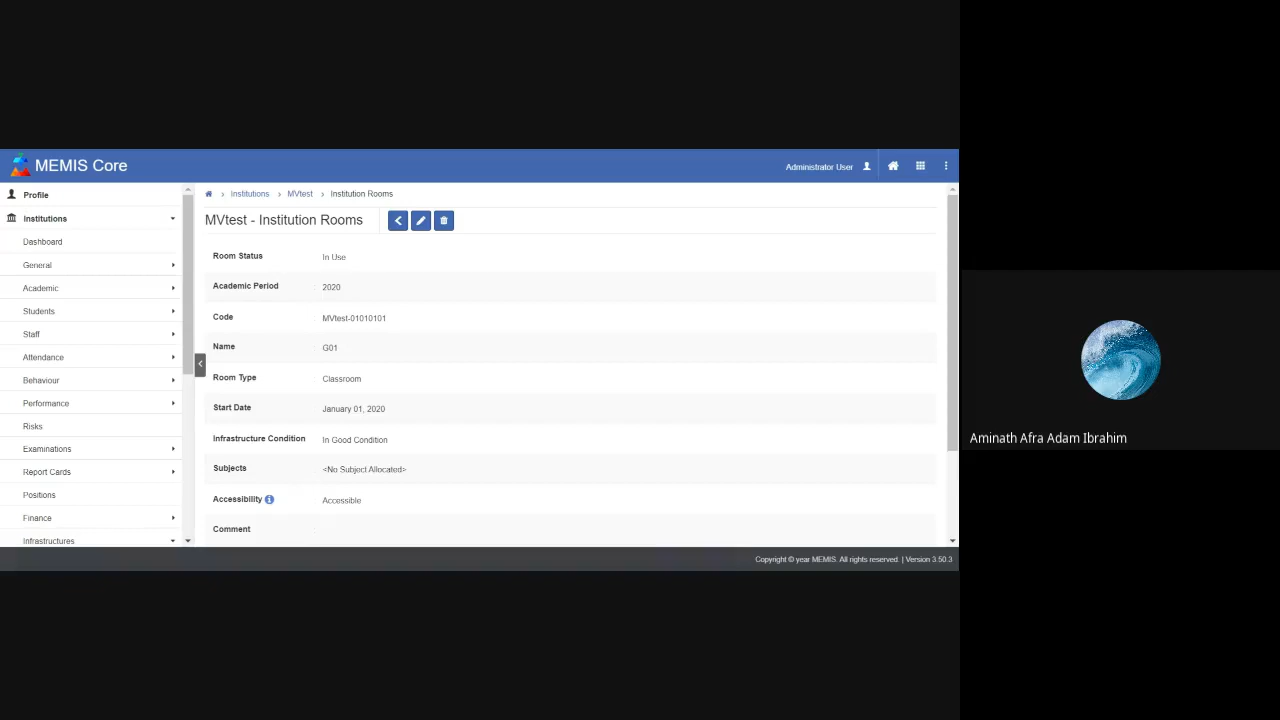 MEMIS Core
Administrator User
Profile
Institutions
Dashboard
General
Academic
Students
Staff
Attendance
Behaviour
Performance
Risks
Examinations
Report Cards
Positions
Finance
Infrastructures
Institutions › MVtest › Institution Rooms
MVtest - Institution Rooms
Room Status In Use
Academic Period 2020
Code MVtest-01010101
Name G01
Room Type Classroom
Start Date January 01, 2020
Infrastructure Condition In Good Condition
Subjects <No Subject Allocated>
Accessibility Accessible
Comment
Copyright © year MEMIS. All rights reserved. | Version 3.50.3
Aminath Afra Adam Ibrahim